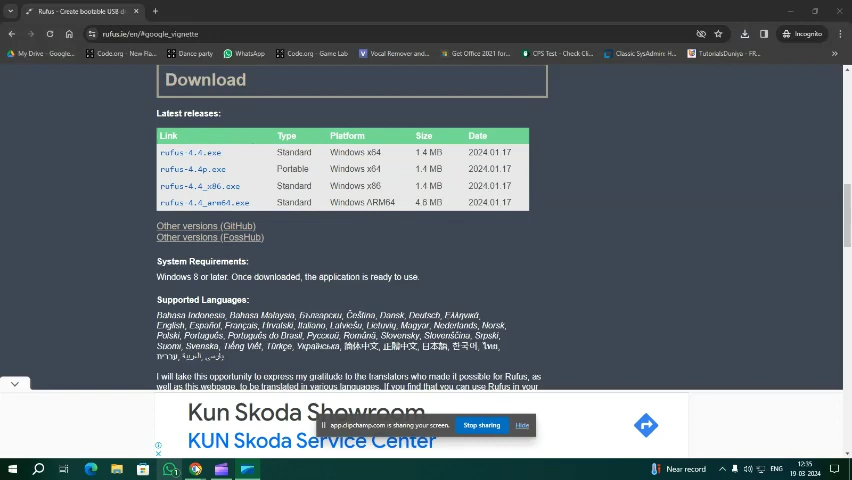 Rufus - Create bootable USB d
rufus.ie/en/#google_vignette
Incognito
My Drive - Google...
Code.org - New Fla...
Dance party
WhatsApp
Code.org - Game Lab
Vocal Remover and...
Get Office 2021 for...
CPS Test - Check Clic...
Classic SysAdmin: H...
TutorialsDuniya - FR...
Download
Latest releases:
Link Type Platform Size Date
rufus-4.4.exe Standard Windows x64 1.4 MB 2024.01.17
rufus-4.4p.exe Portable Windows x64 1.4 MB 2024.01.17
rufus-4.4_x86.exe Standard Windows x86 1.4 MB 2024.01.17
rufus-4.4_arm64.exe Standard Windows ARM64 4.6 MB 2024.01.17
Other versions (GitHub)
Other versions (FossHub)
System Requirements:
Windows 8 or later. Once downloaded, the application is ready to use.
Supported Languages:
Bahasa Indonesia, Bahasa Malaysia, Български, Čeština, Dansk, Deutsch, Ελληνικά,
English, Español, Français, Hrvatski, Italiano, Latviešu, Lietuvių, Magyar, Nederlands, Norsk,
Polski, Português, Português do Brasil, Русский, Română, Slovensky, Slovenščina, Srpski,
Suomi, Svenska, Tiếng Việt, Türkçe, Українська, 简体中文, 正體中文, 日本語, 한국어, ไทย,
עברית, العربية, پارسی
I will take this opportunity to express my gratitude to the translators who made it possible for Rufus, as
well as this webpage, to be translated in various languages. If you find that you can use Rufus in your
Kun Skoda Showroom
KUN Skoda Service Center
app.clipchamp.com is sharing your screen.
Stop sharing
Hide
Near record
ENG
12:35
19-03-2024